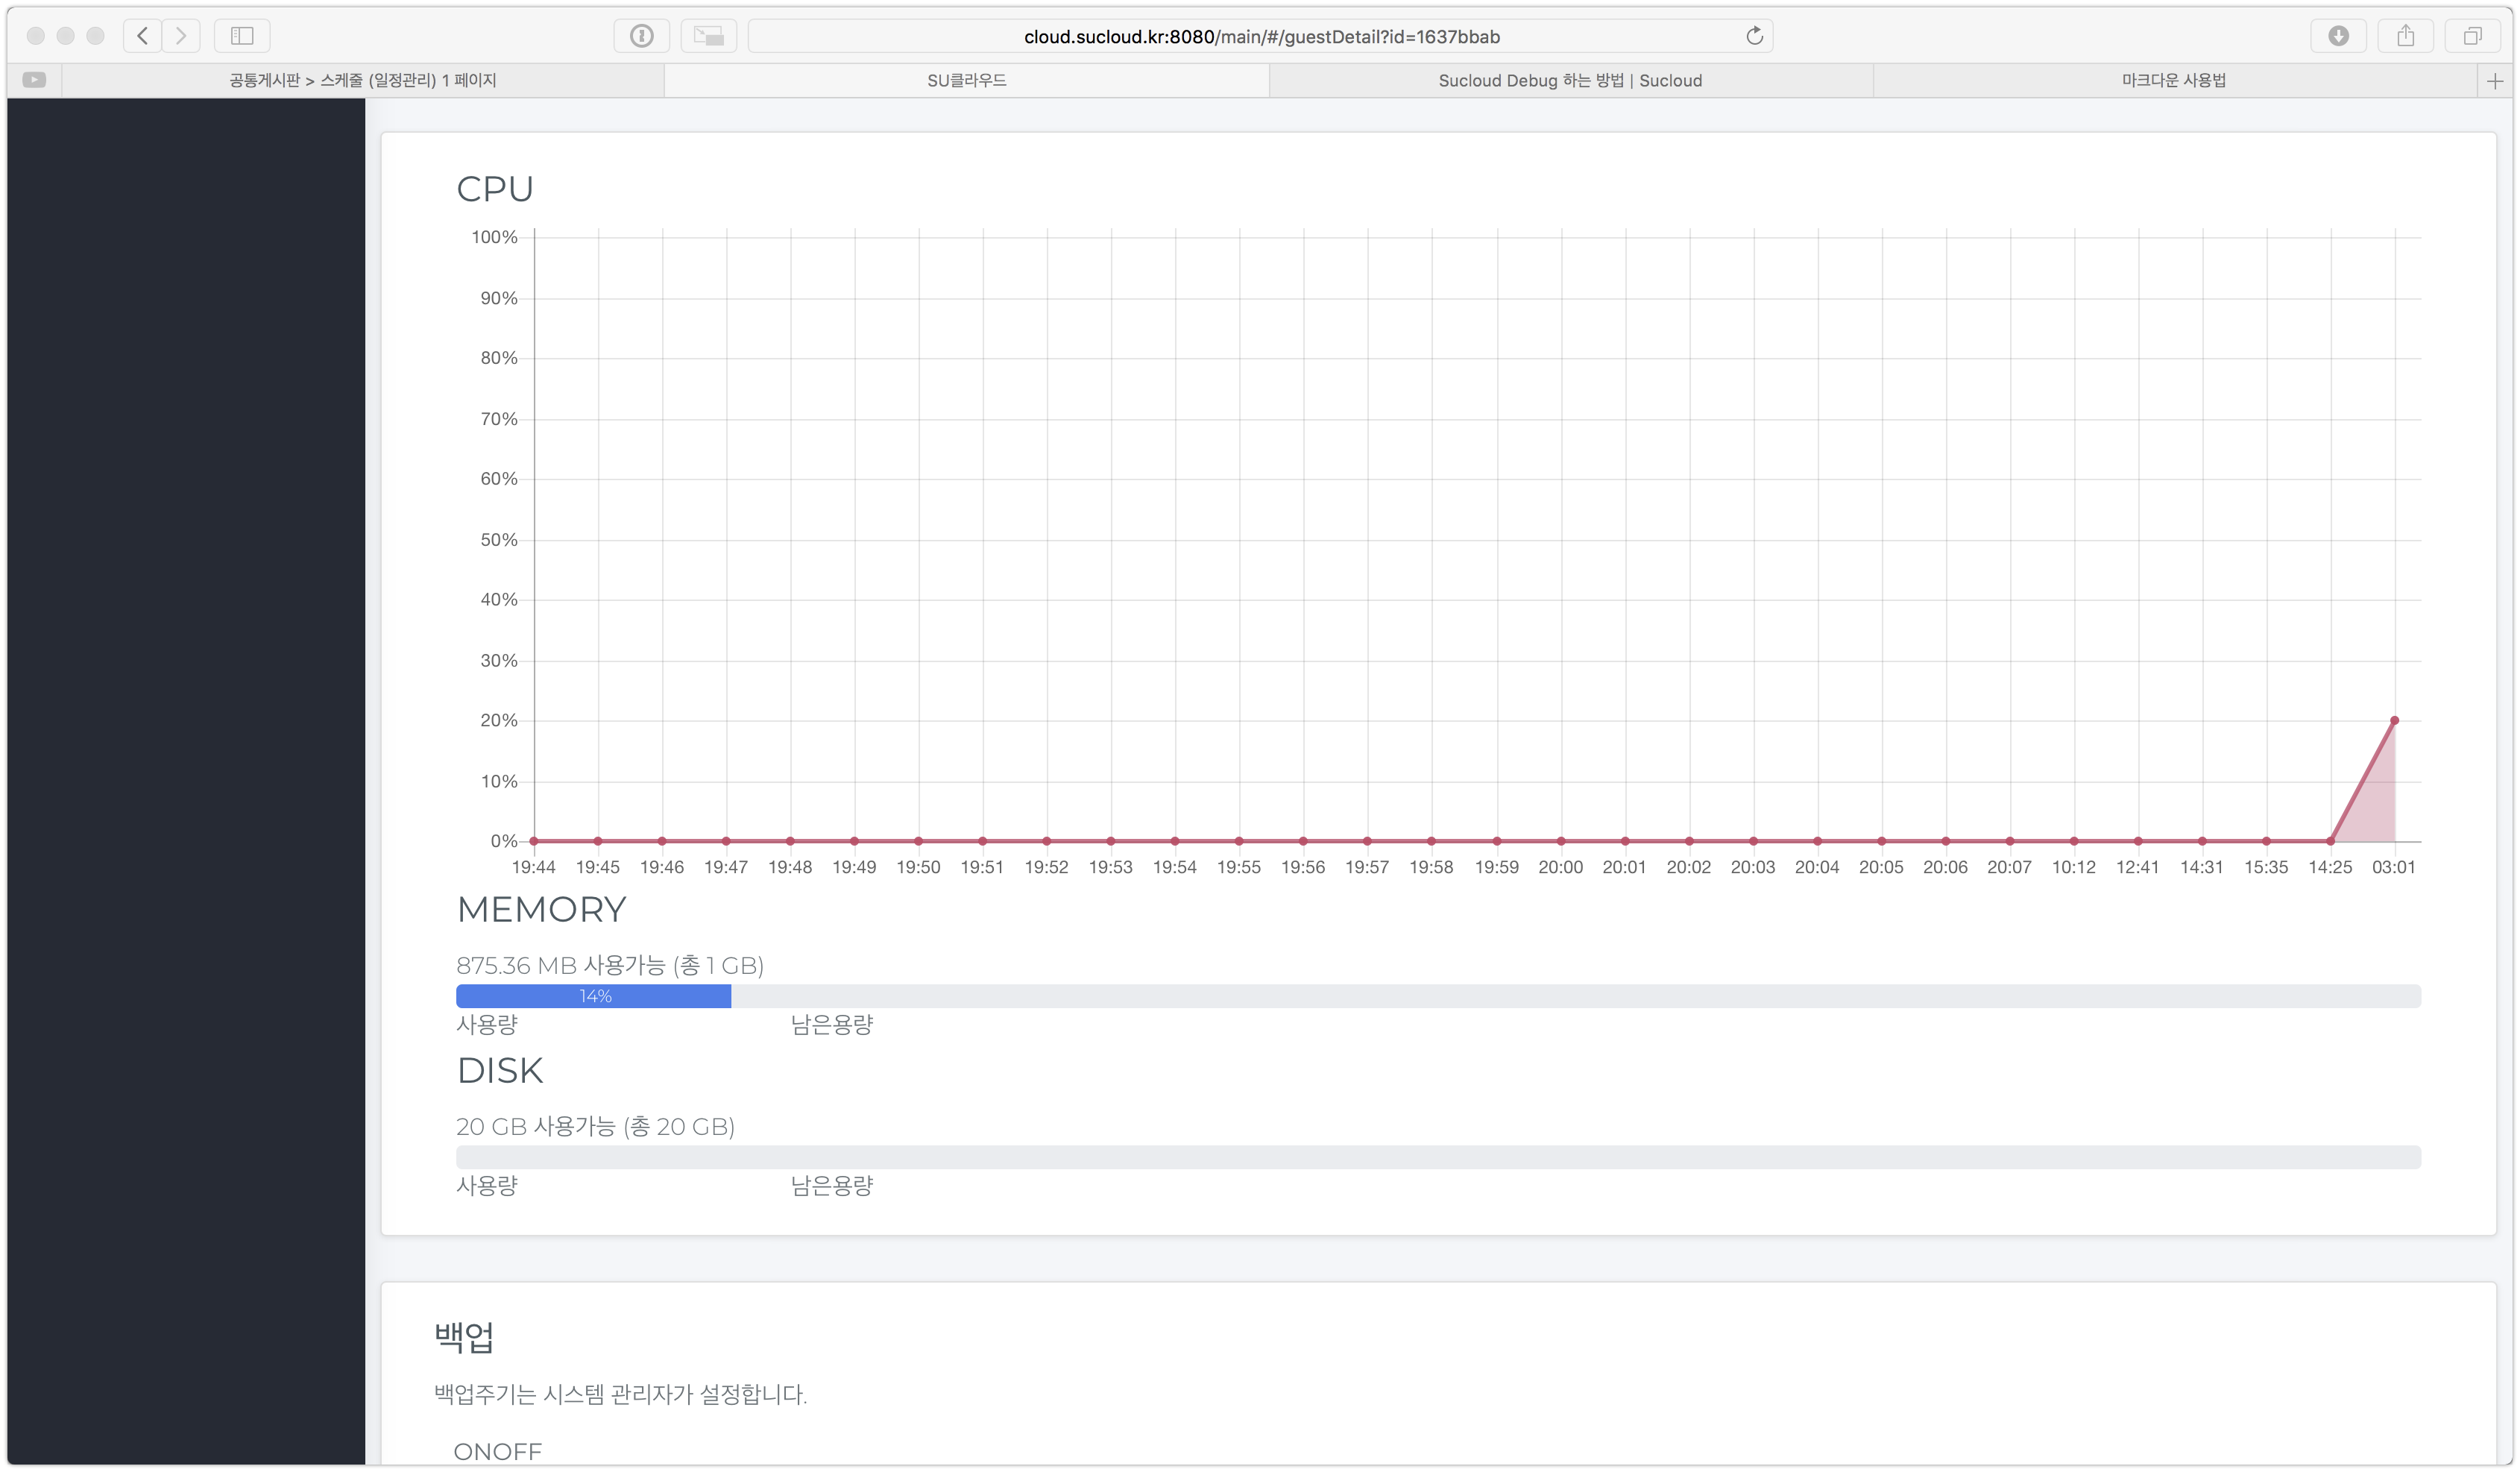 cloud.sucloud.kr:8080/main/#/guestDetail?id=1637bbab
공통게시판 > 스케줄 (일정관리) 1 페이지
SU클라우드
Sucloud Debug 하는 방법 | Sucloud
마크다운 사용법
CPU
100%
90%
80%
70%
60%
50%
40%
30%
20%
10%
0%
19:44 19:45 19:46 19:47 19:48 19:49 19:50 19:51 19:52 19:53 19:54 19:55 19:56 19:57 19:58 19:59 20:00 20:01 20:02 20:03 20:04 20:05 20:06 20:07 10:12 12:41 14:31 15:35 14:25 03:01
MEMORY
875.36 MB 사용가능 (총 1 GB)
14%
사용량 남은용량
DISK
20 GB 사용가능 (총 20 GB)
사용량 남은용량
백업
백업주기는 시스템 관리자가 설정합니다.
ONOFF